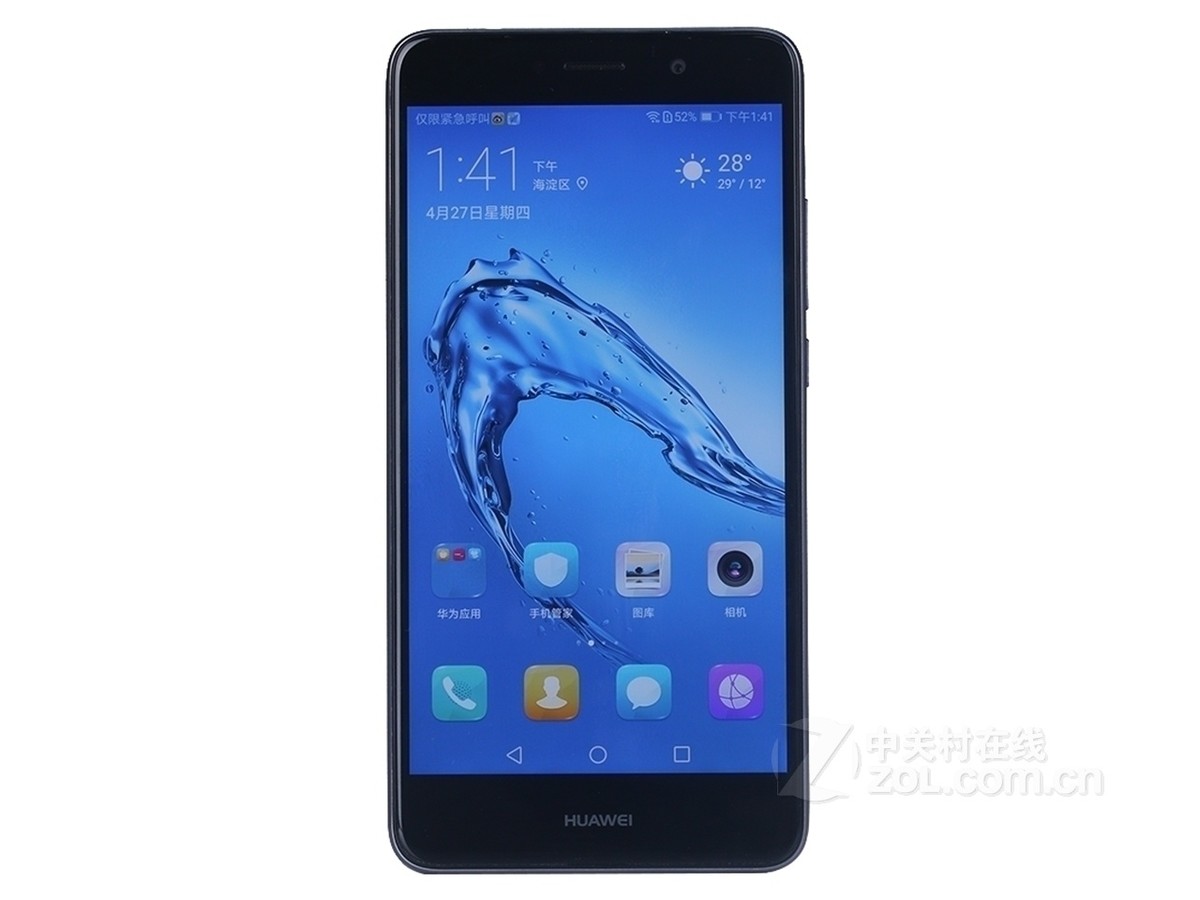 仅限紧急呼叫
52% 下午1:41
1:41 下午
海淀区
4月27日星期四
28°
29° / 12°
华为应用 手机管家 图库 相机
HUAWEI
中关村在线
ZOL.com.cn